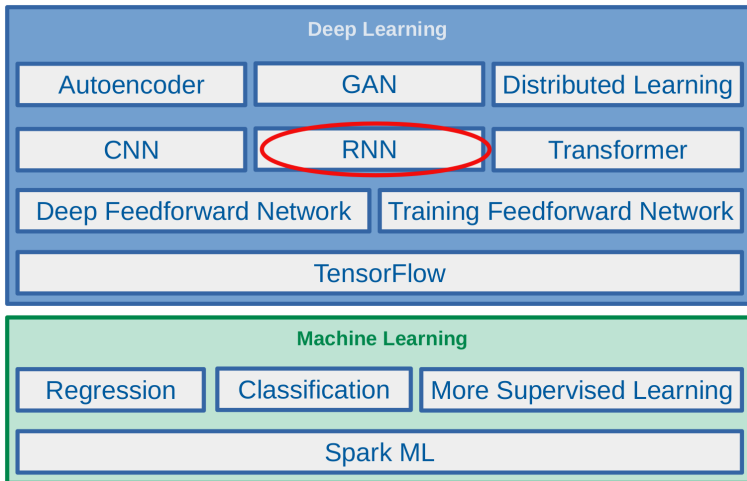 Deep Learning
Autoencoder
GAN
Distributed Learning
CNN
RNN
Transformer
Deep Feedforward Network
Training Feedforward Network
TensorFlow
Machine Learning
Regression
Classification
More Supervised Learning
Spark ML